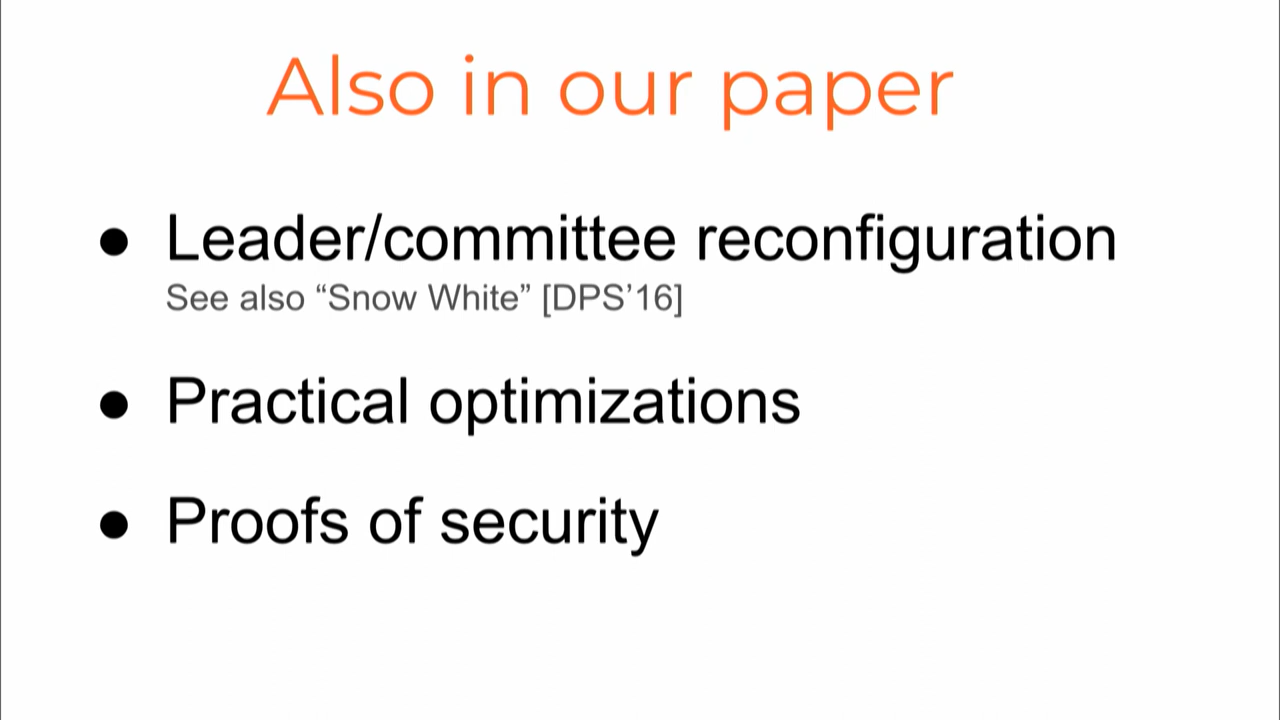 Also in our paper
● Leader/committee reconfiguration
See also “Snow White” [DPS’16]
● Practical optimizations
● Proofs of security